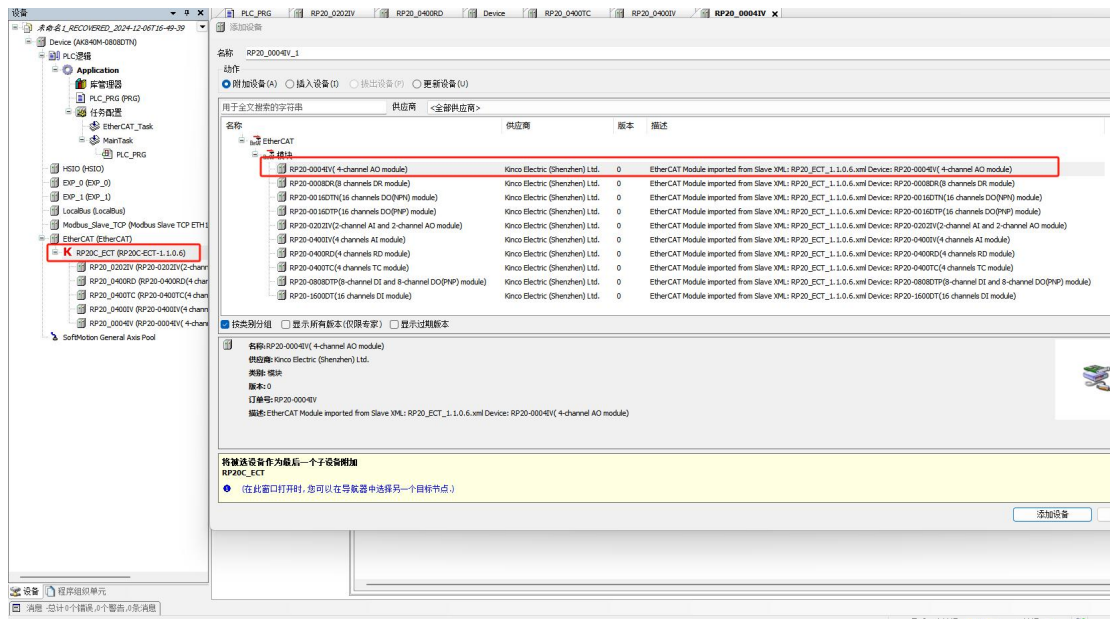 设备
PLC_PRG RP20_0202IV RP20_0400RD Device RP20_0400TC RP20_0400IV RP20_0004IV
未命名1_RECOVERED_2024-12-06T16-49-39
Device (AK840M-0808DTN)
PLC逻辑
Application
库管理器
PLC_PRG (PRG)
任务配置
EtherCAT_Task
MainTask
PLC_PRG
HSIO (HSIO)
EXP_0 (EXP_0)
EXP_1 (EXP_1)
LocalBus (LocalBus)
Modbus_Slave_TCP (Modbus Slave TCP ETH1
EtherCAT (EtherCAT)
K RP20C_ECT (RP20C-ECT-1.1.0.6)
RP20_0202IV (RP20-0202IV(2-chann
RP20_0400RD (RP20-0400RD(4 char
RP20_0400TC (RP20-0400TC(4 chan
RP20_0400IV (RP20-0400IV(4 chann
RP20_0004IV (RP20-0004IV( 4-chann
SoftMotion General Axis Pool
添加设备
名称 RP20_0004IV_1
动作
附加设备(A) 插入设备(I) 拔出设备(P) 更新设备(U)
用于全文搜索的字符串 供应商 <全部供应商>
名称 供应商 版本 描述
EtherCAT
模块
RP20-0004IV( 4-channel AO module) Kinco Electric (Shenzhen) Ltd. 0 EtherCAT Module imported from Slave XML: RP20_ECT_1.1.0.6.xml Device: RP20-0004IV( 4-channel AO module)
RP20-0008DR(8 channels DR module) Kinco Electric (Shenzhen) Ltd. 0 EtherCAT Module imported from Slave XML: RP20_ECT_1.1.0.6.xml Device: RP20-0008DR(8 channels DR module)
RP20-0016DTN(16 channels DO(NPN) module) Kinco Electric (Shenzhen) Ltd. 0 EtherCAT Module imported from Slave XML: RP20_ECT_1.1.0.6.xml Device: RP20-0016DTN(16 channels DO(NPN) module)
RP20-0016DTP(16 channels DO(PNP) module) Kinco Electric (Shenzhen) Ltd. 0 EtherCAT Module imported from Slave XML: RP20_ECT_1.1.0.6.xml Device: RP20-0016DTP(16 channels DO(PNP) module)
RP20-0202IV(2-channel AI and 2-channel AO module) Kinco Electric (Shenzhen) Ltd. 0 EtherCAT Module imported from Slave XML: RP20_ECT_1.1.0.6.xml Device: RP20-0202IV(2-channel AI and 2-channel AO module)
RP20-0400IV(4 channels AI module) Kinco Electric (Shenzhen) Ltd. 0 EtherCAT Module imported from Slave XML: RP20_ECT_1.1.0.6.xml Device: RP20-0400IV(4 channels AI module)
RP20-0400RD(4 channels RD module) Kinco Electric (Shenzhen) Ltd. 0 EtherCAT Module imported from Slave XML: RP20_ECT_1.1.0.6.xml Device: RP20-0400RD(4 channels RD module)
RP20-0400TC(4 channels TC module) Kinco Electric (Shenzhen) Ltd. 0 EtherCAT Module imported from Slave XML: RP20_ECT_1.1.0.6.xml Device: RP20-0400TC(4 channels TC module)
RP20-0808DTP(8-channel DI and 8-channel DO(PNP) module) Kinco Electric (Shenzhen) Ltd. 0 EtherCAT Module imported from Slave XML: RP20_ECT_1.1.0.6.xml Device: RP20-0808DTP(8-channel DI and 8-channel DO(PNP) module)
RP20-1600DT(16 channels DI module) Kinco Electric (Shenzhen) Ltd. 0 EtherCAT Module imported from Slave XML: RP20_ECT_1.1.0.6.xml Device: RP20-1600DT(16 channels DI module)
按类别分组 显示所有版本(仅限专家) 显示过期版本
名称: RP20-0004IV( 4-channel AO module)
供应商: Kinco Electric (Shenzhen) Ltd.
类别: 模块
版本: 0
订单号: RP20-0004IV
描述: EtherCAT Module imported from Slave XML: RP20_ECT_1.1.0.6.xml Device: RP20-0004IV( 4-channel AO module)
将被选设备作为最后一个子设备附加
RP20C_ECT
(在此窗口打开时,您可以在导航器中选择另一个目标节点.)
添加设备
设备 程序组织单元
消息 -总计0个错误,0个警告,0条消息